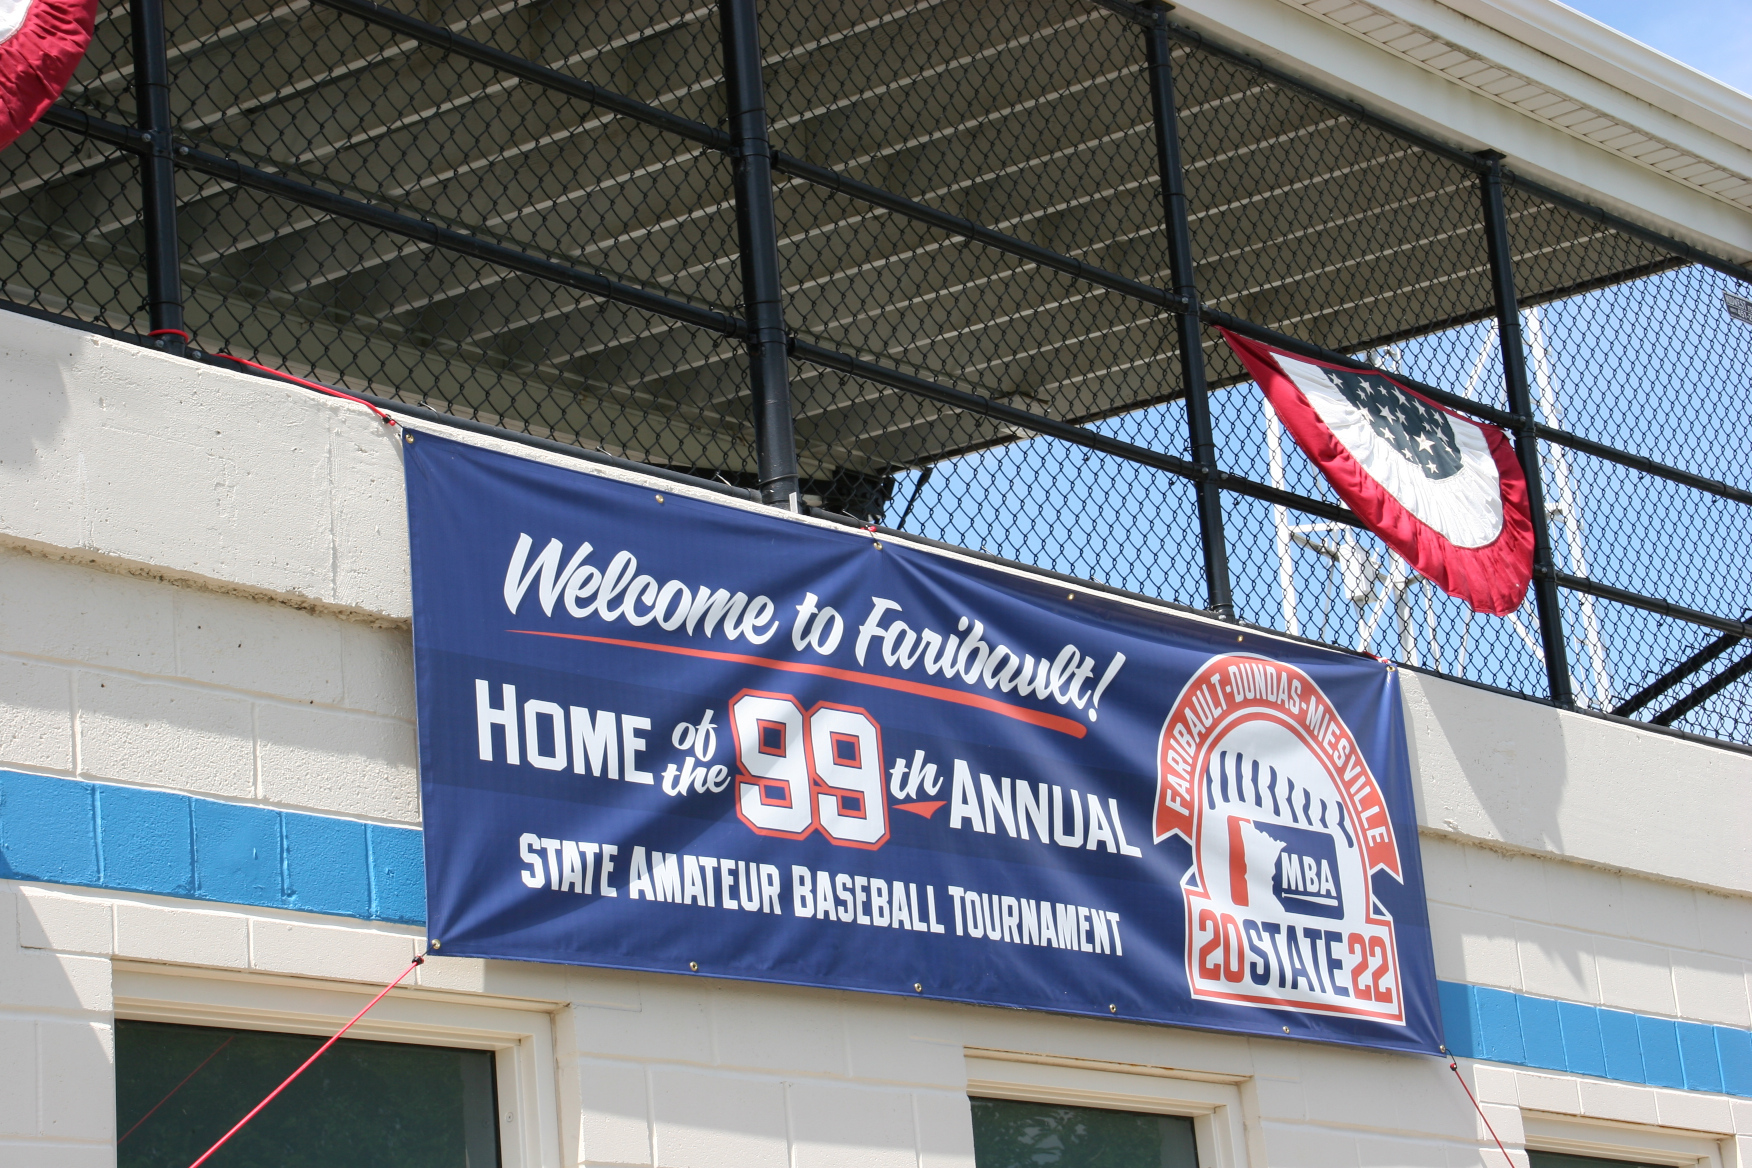 Welcome to Faribault!
HOME of the 99th ANNUAL
STATE AMATEUR BASEBALL TOURNAMENT
FARIBAULT-DUNDAS-MIESVILLE
MBA
20STATE22